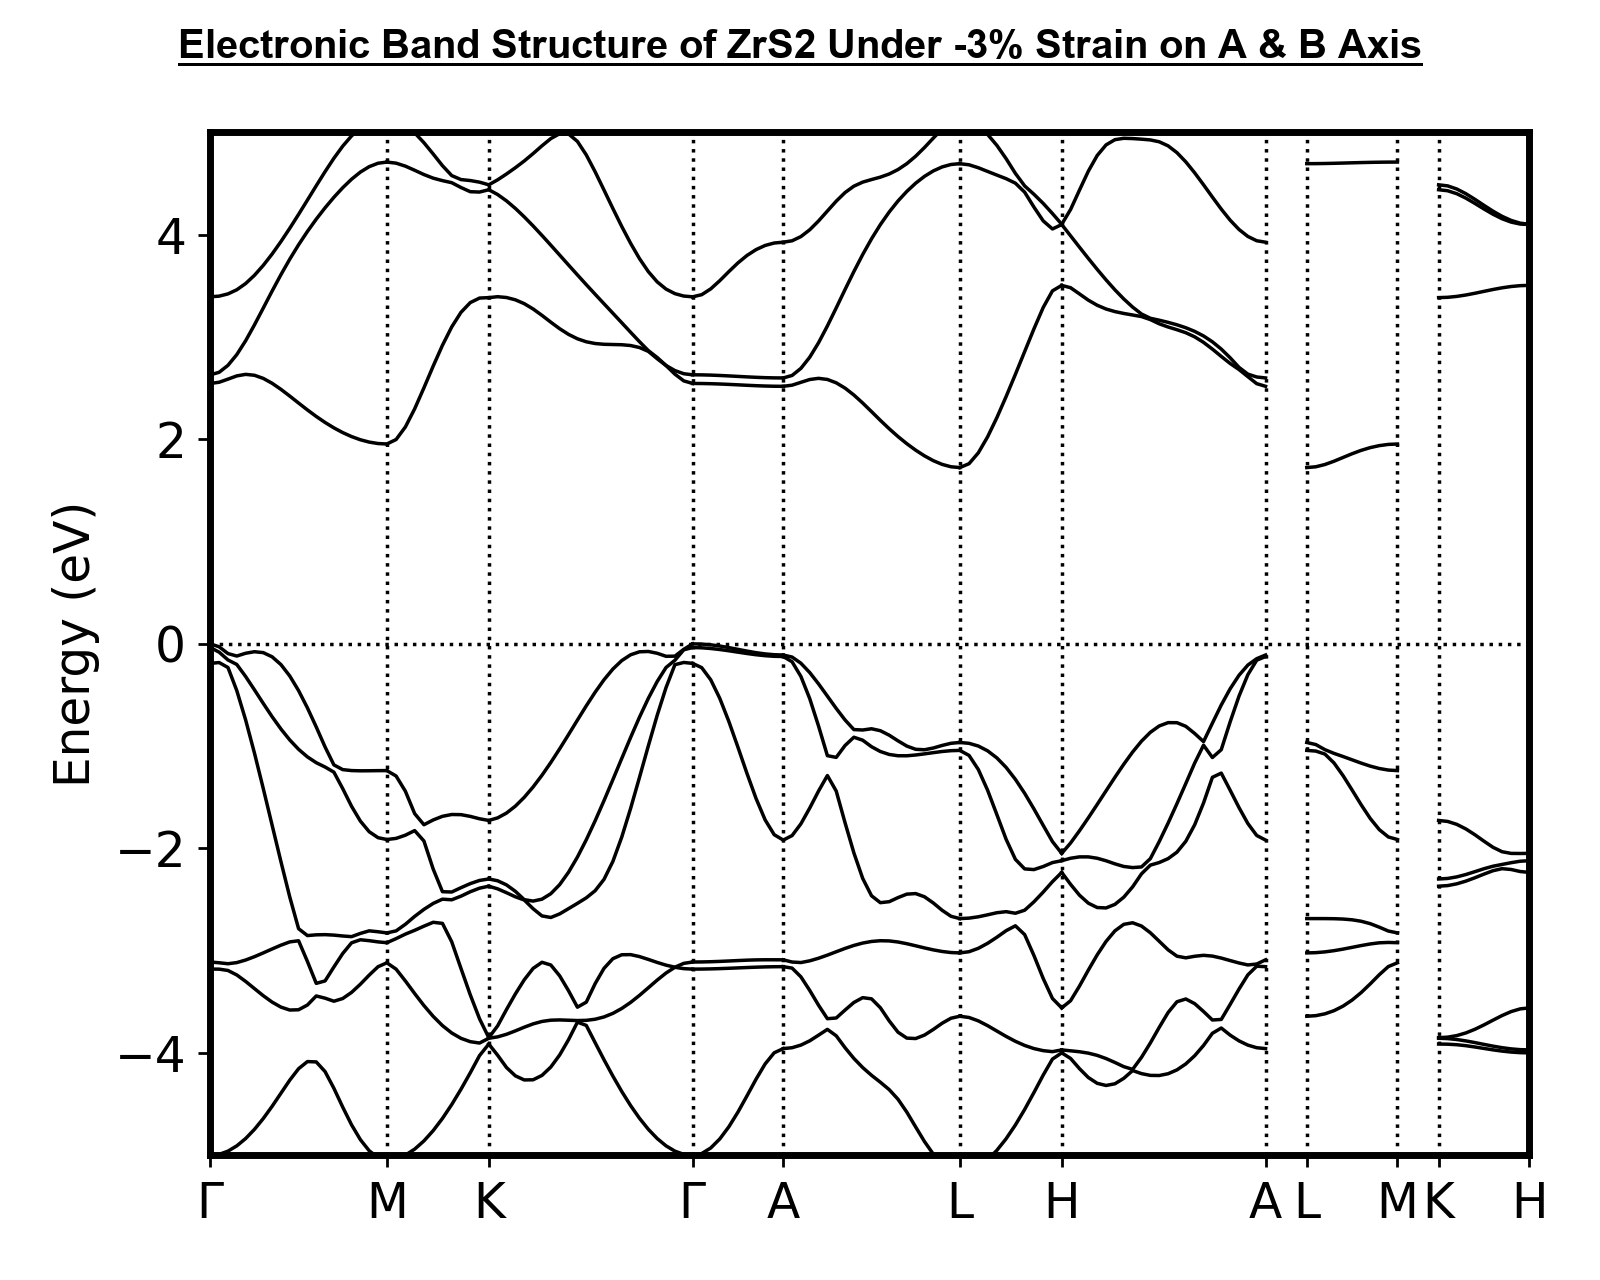 Electronic Band Structure of ZrS2 Under -3% Strain on A & B Axis
Energy (eV)
4
2
0
−2
−4
Γ M K Γ A L H A L M K H